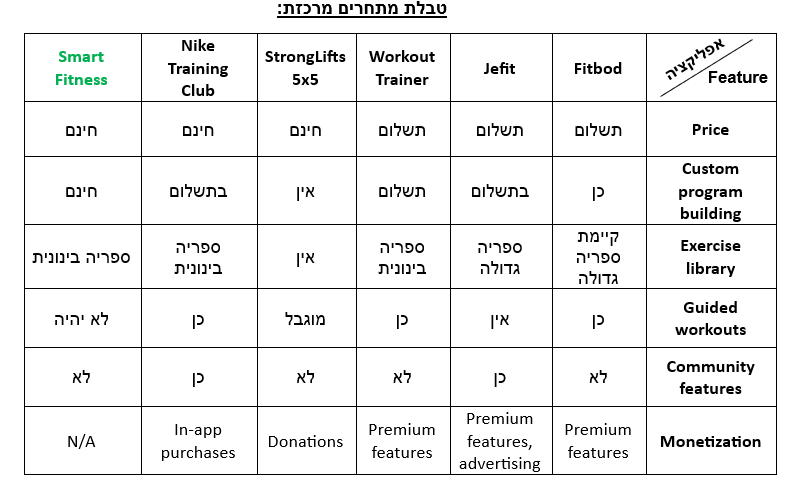 טבלת מתחרים מרכזת:
אפליקציה
Feature
Fitbod
Jefit
Workout
Trainer
StrongLifts
5x5
Nike
Training
Club
Smart
Fitness
Price
תשלום
תשלום
תשלום
חינם
חינם
חינם
Custom
program
building
כן
בתשלום
תשלום
אין
בתשלום
חינם
Exercise
library
קיימת
ספריה
גדולה
ספריה
גדולה
ספריה
בינונית
אין
ספריה
בינונית
ספריה בינונית
Guided
workouts
כן
אין
כן
מוגבל
כן
לא יהיה
Community
features
לא
כן
לא
לא
כן
לא
Monetization
Premium
features
Premium
features,
advertising
Premium
features
Donations
In-app
purchases
N/A